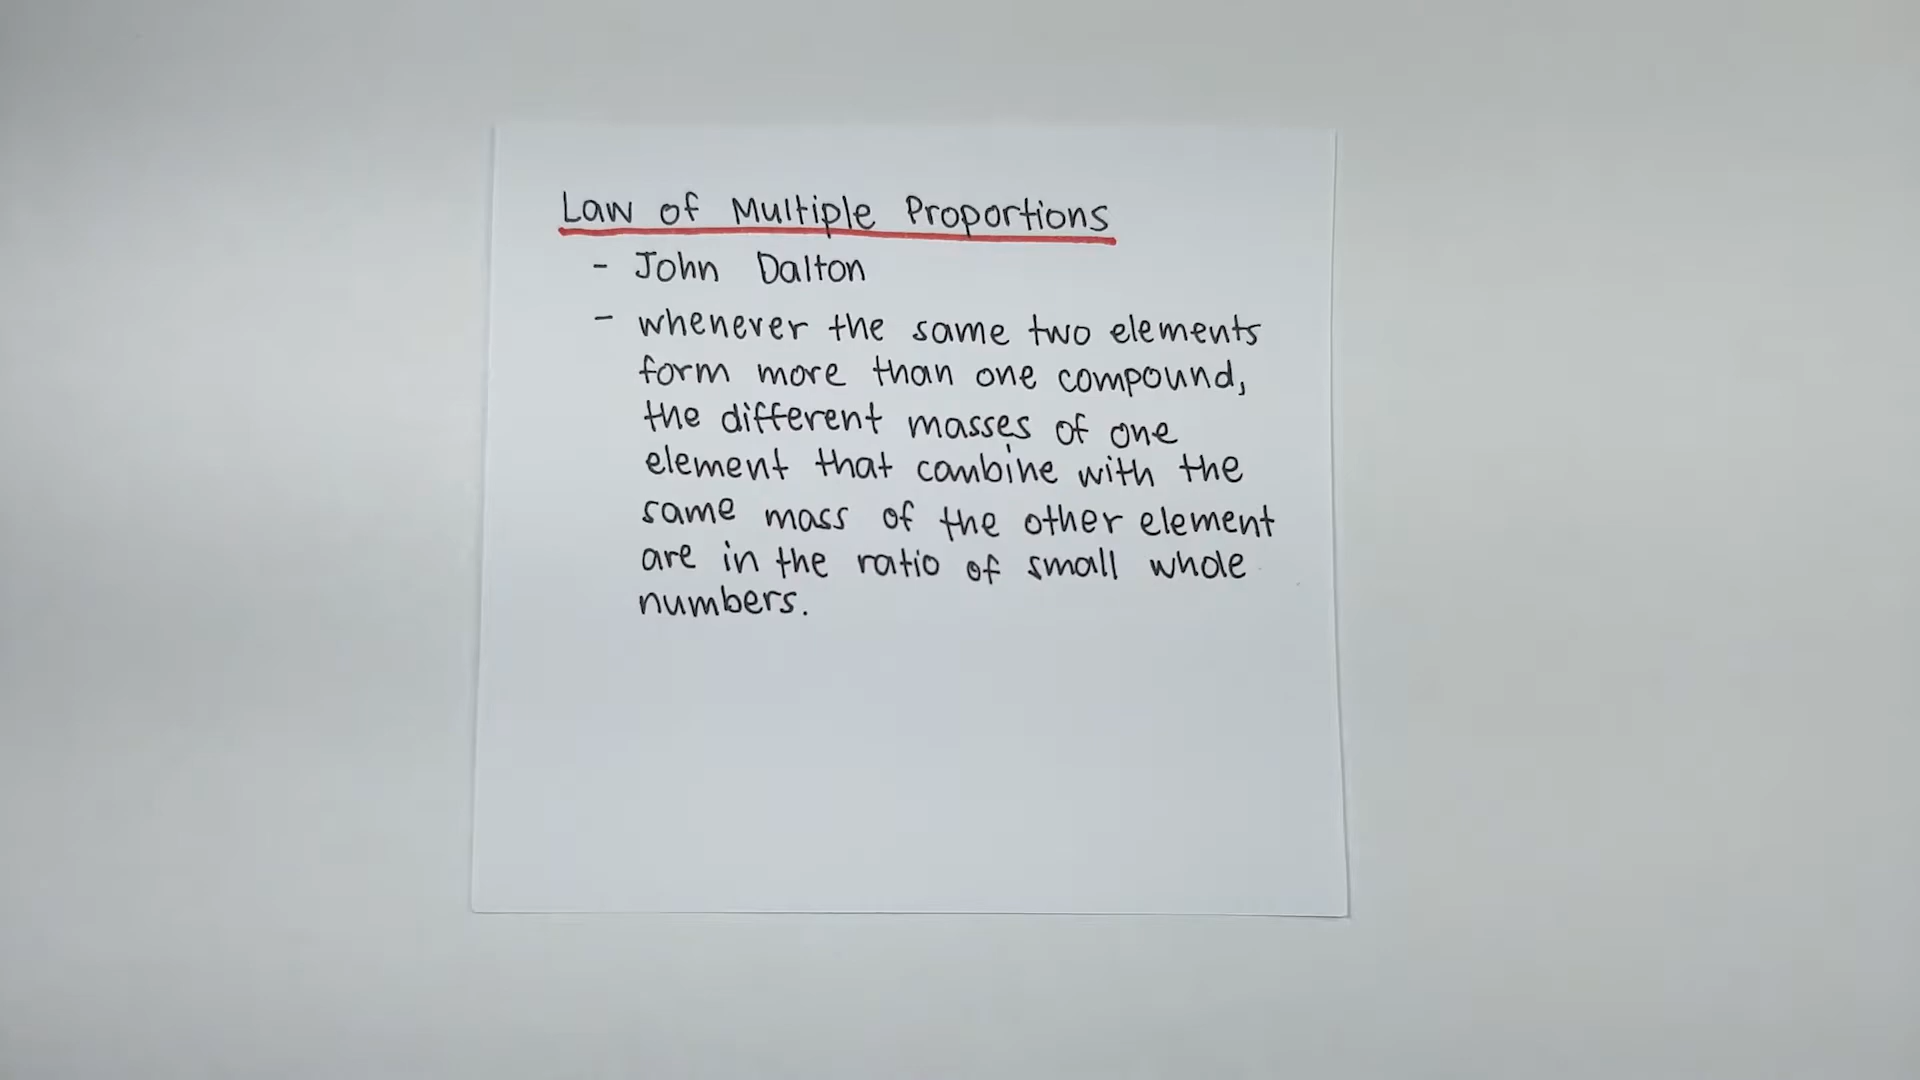 Law of Multiple Proportions
- John Dalton
- whenever the same two elements
form more than one compound,
the different masses of one
element that combine with the
same mass of the other element
are in the ratio of small whole
numbers.